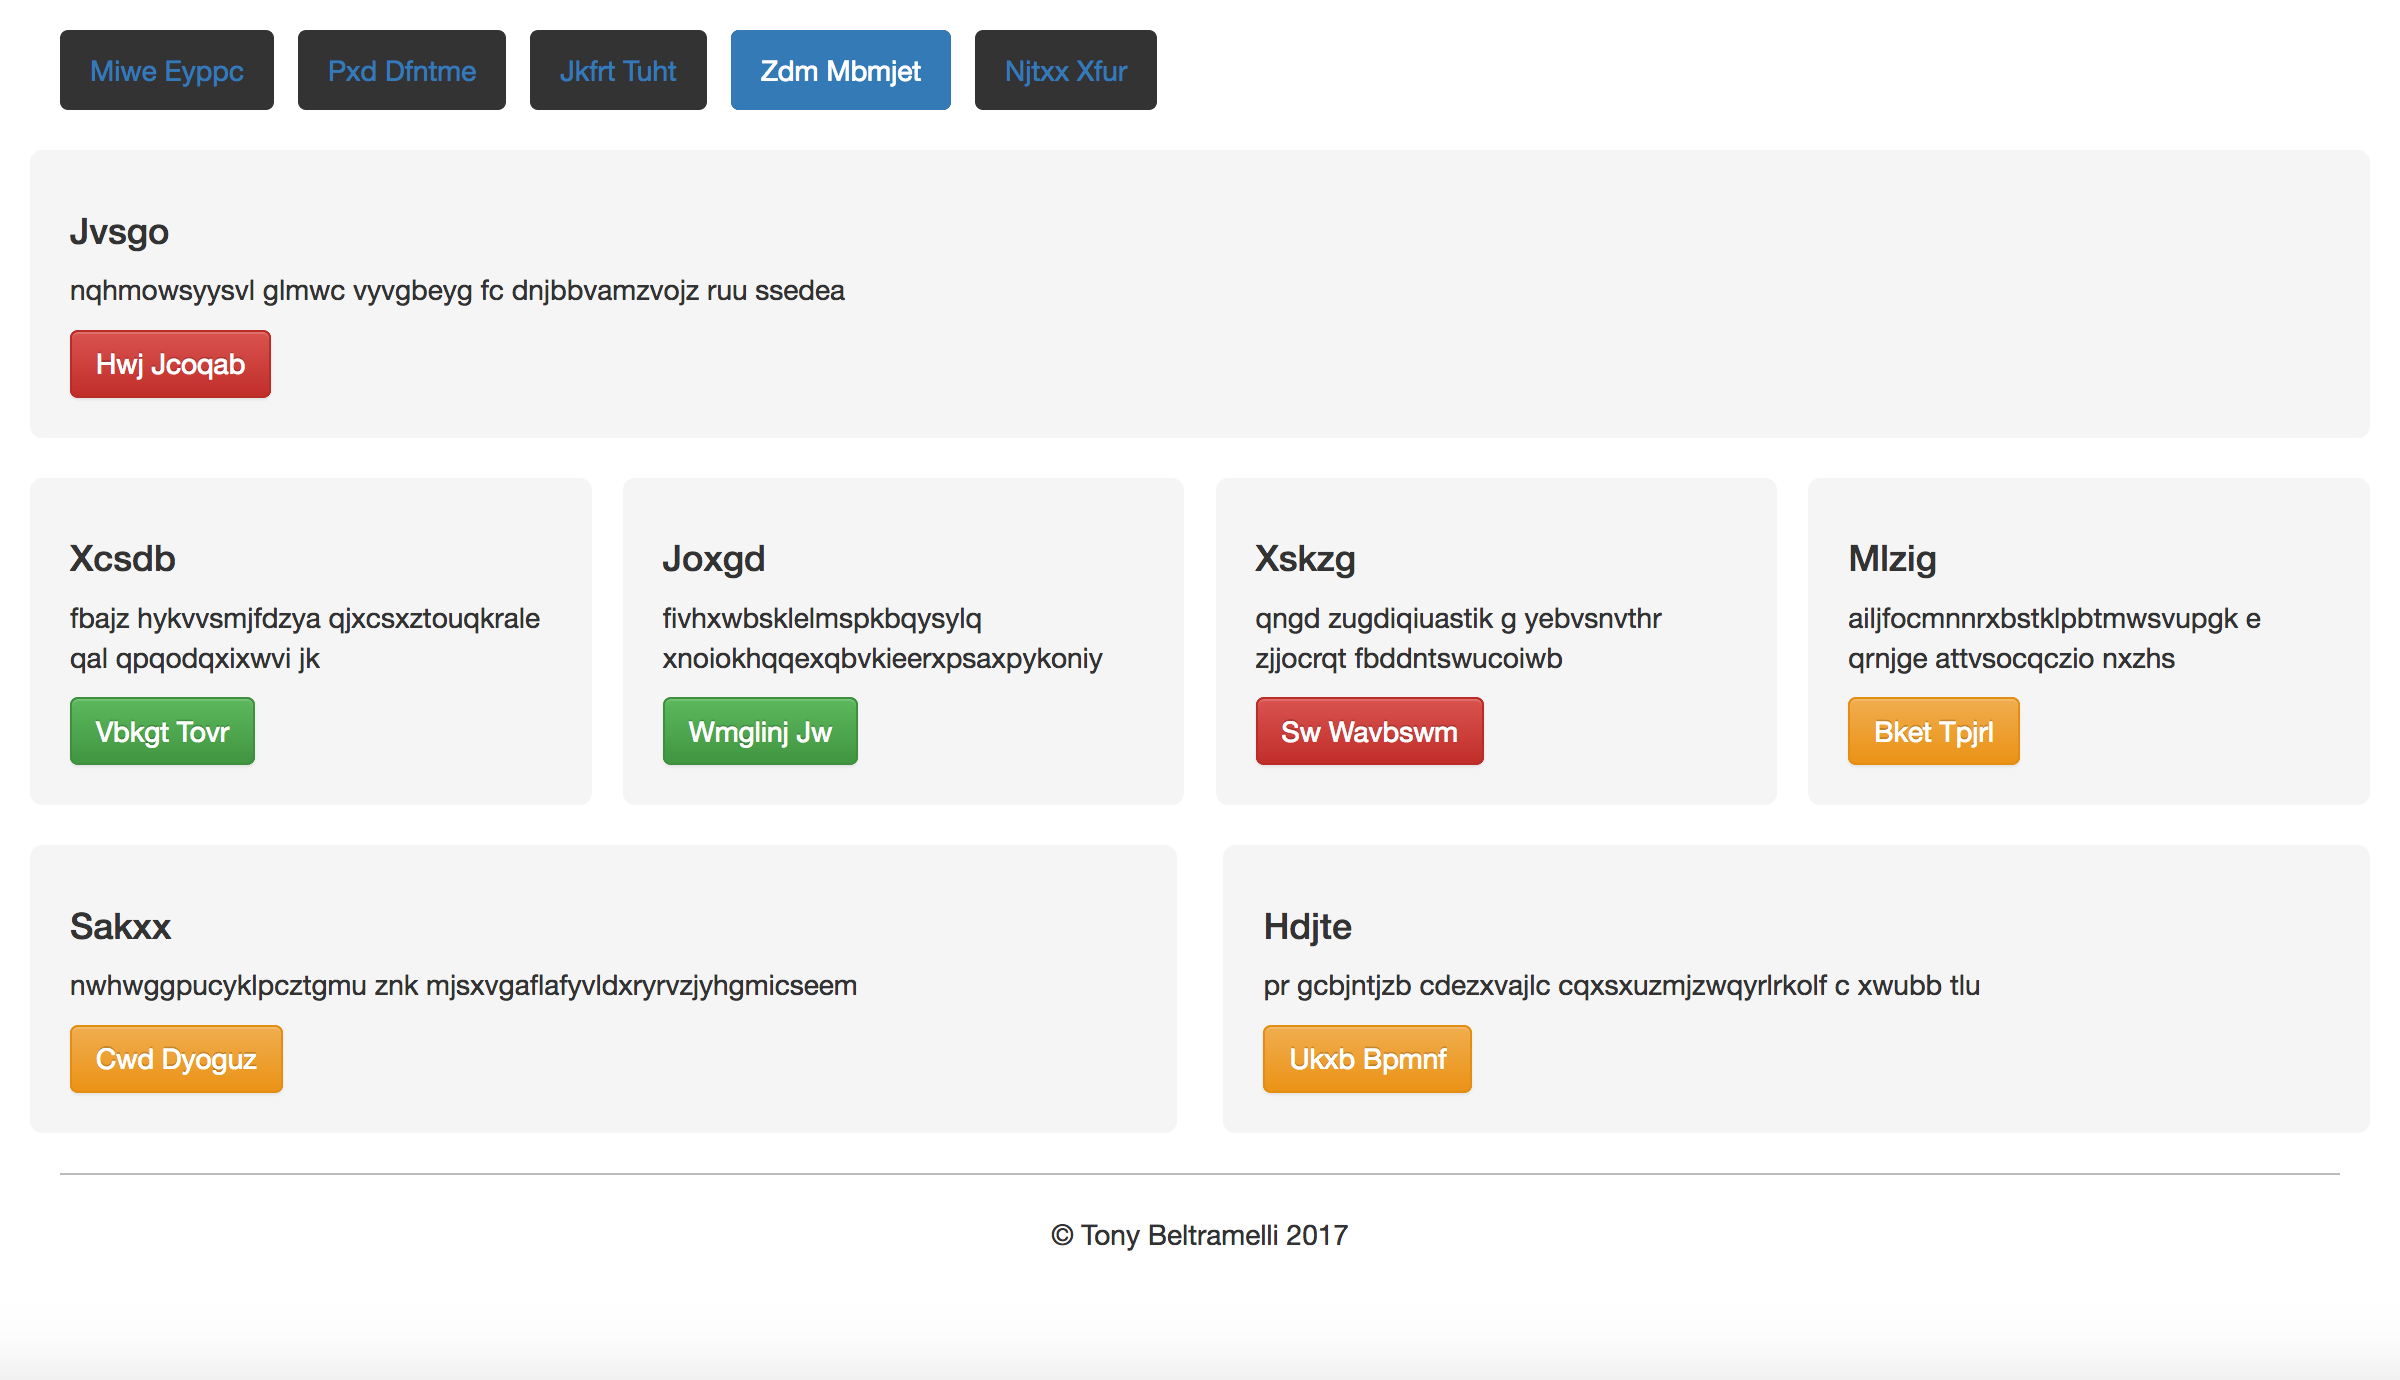 Miwe Eyppc Pxd Dfntme Jkfrt Tuht Zdm Mbmjet Njtxx Xfur
Jvsgo
nqhmowsyysvl glmwc vyvgbeyg fc dnjbbvamzvojz ruu ssedea
Hwj Jcoqab
Xcsdb
fbajz hykvvsmjfdzya qjxcsxztouqkrale
qal qpqodqxixwvi jk
Vbkgt Tovr
Joxgd
fivhxwbsklelmspkbqysylq
xnoiokhqqexqbvkieerxpsaxpykoniy
Wmglinj Jw
Xskzg
qngd zugdiqiuastik g yebvsnvthr
zjjocrqt fbddntswucoiwb
Sw Wavbswm
Mlzig
ailjfocmnnrxbstklpbtmwsvupgk e
qrnjge attvsocqczio nxzhs
Bket Tpjrl
Sakxx
nwhwggpucyklpcztgmu znk mjsxvgaflafyvldxryrvzjyhgmicseem
Cwd Dyoguz
Hdjte
pr gcbjntjzb cdezxvajlc cqxsxuzmjzwqyrlrkolf c xwubb tlu
Ukxb Bpmnf
© Tony Beltramelli 2017